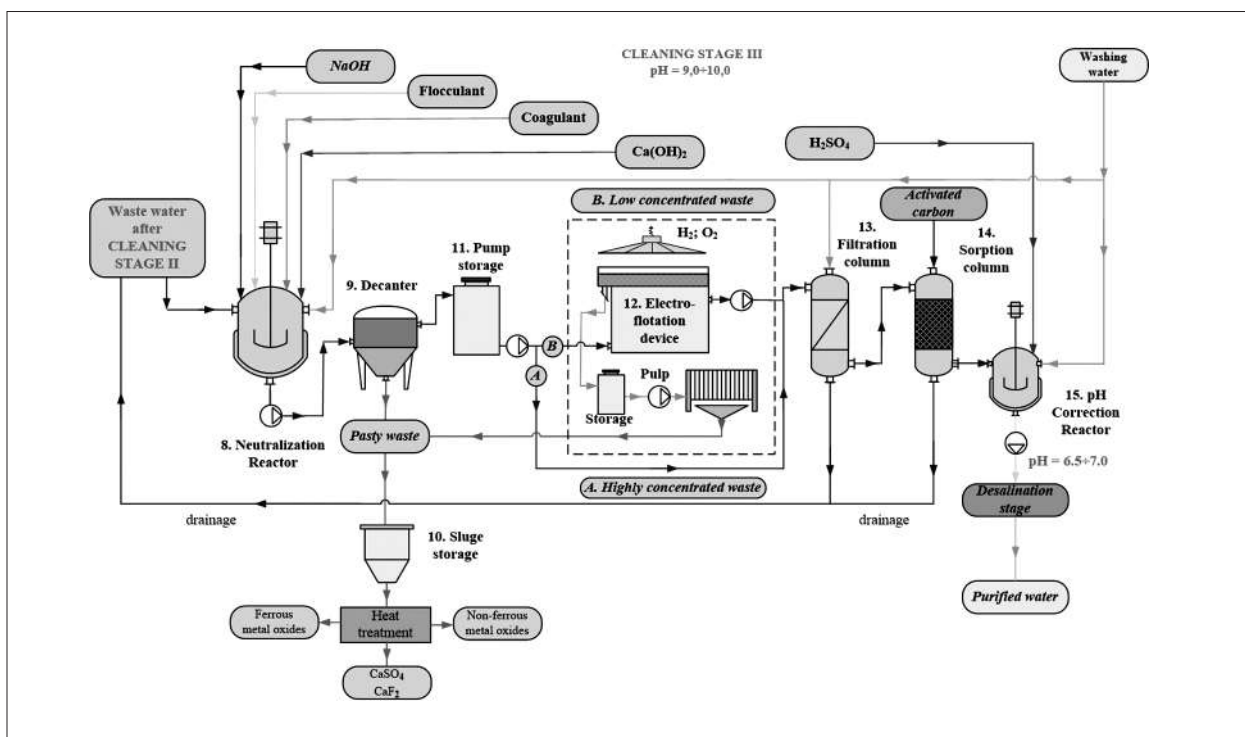 CLEANING STAGE III
pH = 9,0÷10,0
NaOH
Flocculant
Coagulant
Ca(OH)₂
Washing
water
H₂SO₄
Waste water
after
CLEANING
STAGE II
B. Low concentrated waste
H₂; O₂
Activated
carbon
13.
Filtration
column
14.
Sorption
column
11. Pump
storage
9. Decanter
12. Electro-
flotation
device
B
A
Pulp
Storage
8. Neutralization
Reactor
Pasty waste
15. pH
Correction
Reactor
pH = 6.5÷7.0
A. Highly concentrated waste
drainage
drainage
Desalination
stage
10. Sluge
storage
Purified water
Ferrous
metal oxides
Heat
treatment
Non-ferrous
metal oxides
CaSO₄
CaF₂